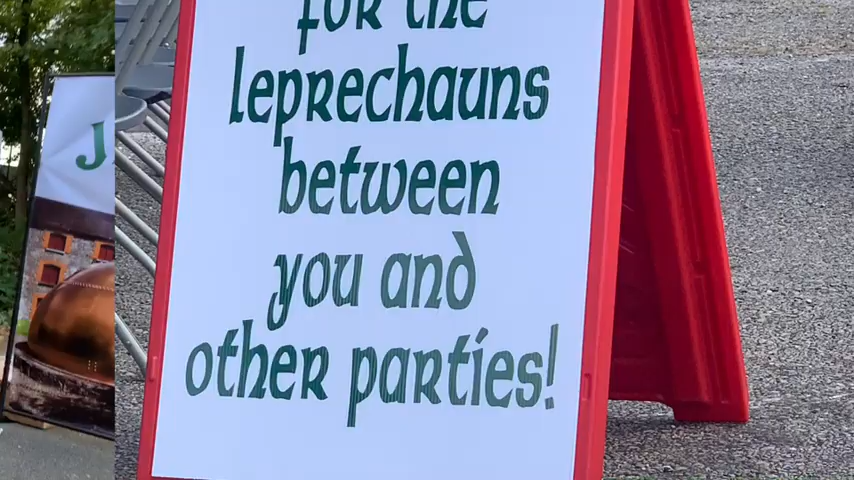 for the
leprechauns
between
you and
other parties!
J